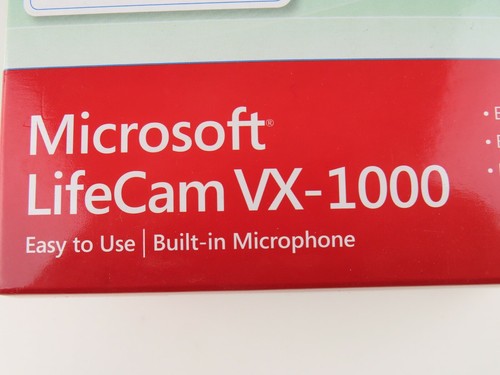 Microsoft®
LifeCam VX-1000
Easy to Use | Built-in Microphone